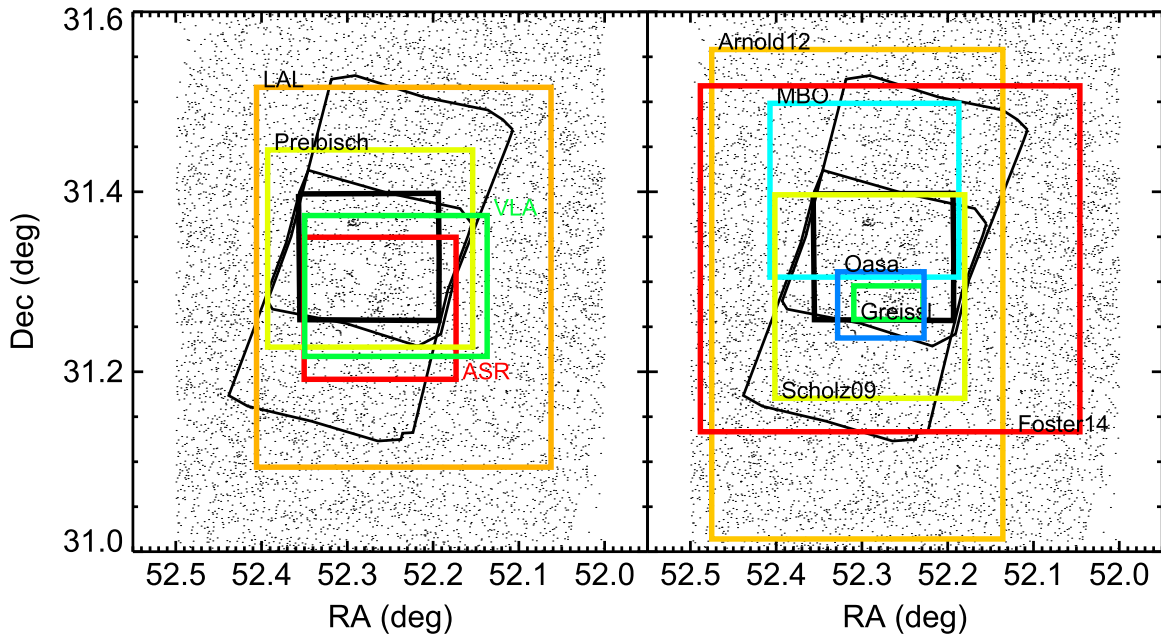 31.6
LAL
Preibisch
VLA
ASR
Arnold12
MBO
Oasa
Greissl
Scholz09
Foster14
31.4
31.2
31.0
Dec (deg)
52.5 52.4 52.3 52.2 52.1 52.0
52.5 52.4 52.3 52.2 52.1 52.0
RA (deg)
RA (deg)